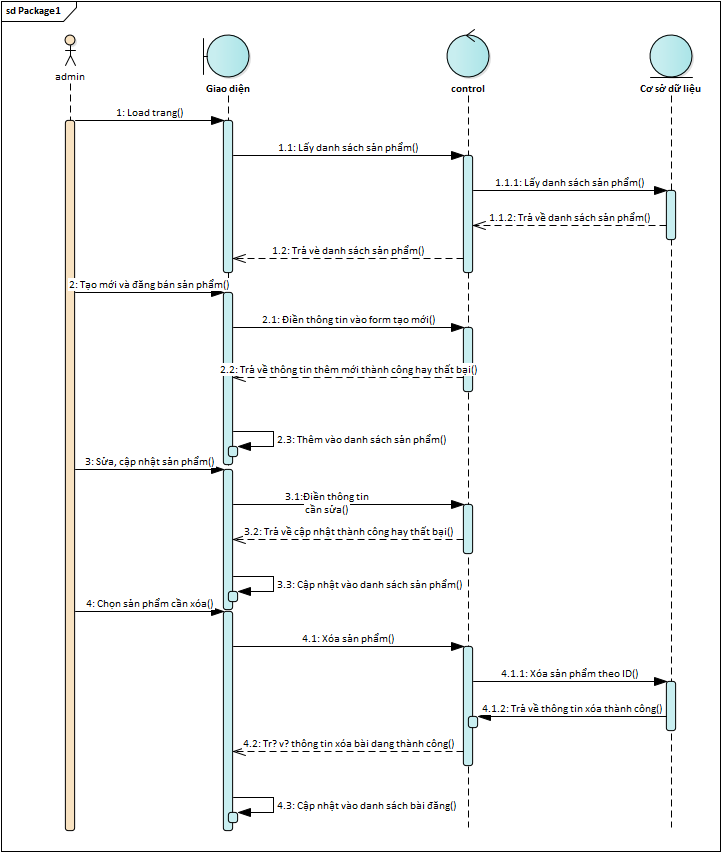 sd Package1
admin
Giao diện
control
Cơ sở dữ liệu
1: Load trang()
1.1: Lấy danh sách sản phẩm()
1.1.1: Lấy danh sách sản phẩm()
1.1.2: Trả về danh sách sản phẩm()
1.2: Trả vè danh sách sản phẩm()
2: Tạo mới và đăng bán sản phẩm()
2.1: Điền thông tin vào form tạo mới()
2.2: Trả về thông tin thêm mới thành công hay thất bại()
2.3: Thêm vào danh sách sản phẩm()
3: Sửa, cập nhật sản phẩm()
3.1:Điền thông tin
cần sửa()
3.2: Trả về cập nhật thành công hay thất bại()
3.3: Cập nhật vào danh sách sản phẩm()
4: Chọn sản phẩm cần xóa()
4.1: Xóa sản phẩm()
4.1.1: Xóa sản phẩm theo ID()
4.1.2: Trả về thông tin xóa thành công()
4.2: Tr? v? thông tin xóa bài dang thành công()
4.3: Cập nhật vào danh sách bài đăng()